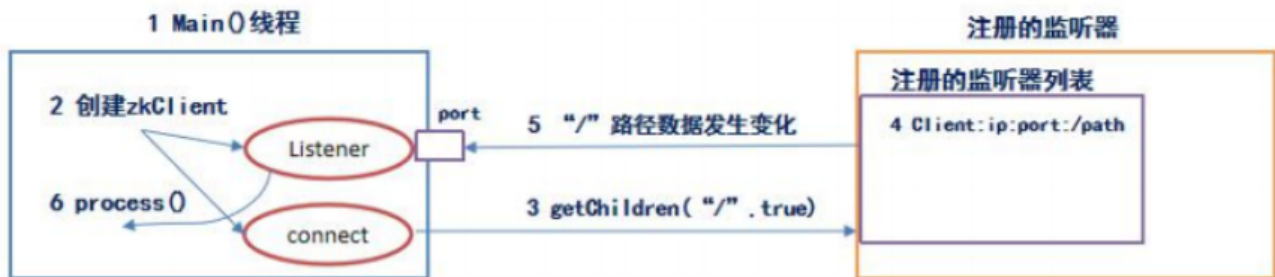 1 Main()线程
注册的监听器
2 创建zkClient
Listener
port
6 process()
connect
5 “/”路径数据发生变化
3 getChildren(“/”.true)
注册的监听器列表
4 Client:ip:port:/path